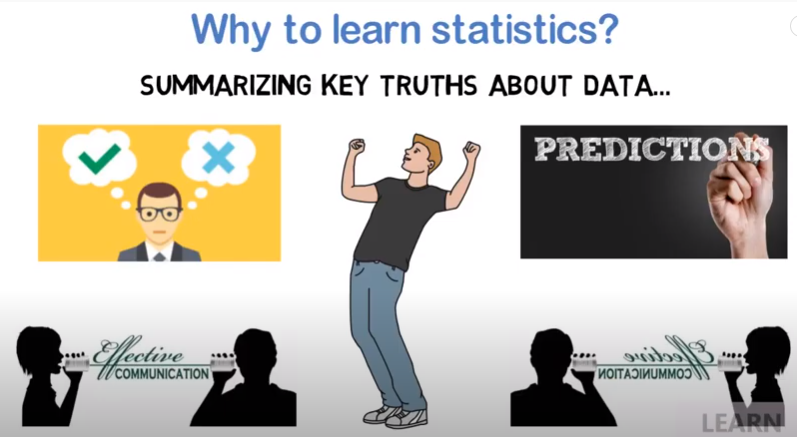 Why to learn statistics?
SUMMARIZING KEY TRUTHS ABOUT DATA...
PREDICTIONS
Effective
COMMUNICATION
Effective
COMMUNICATION
LEARN